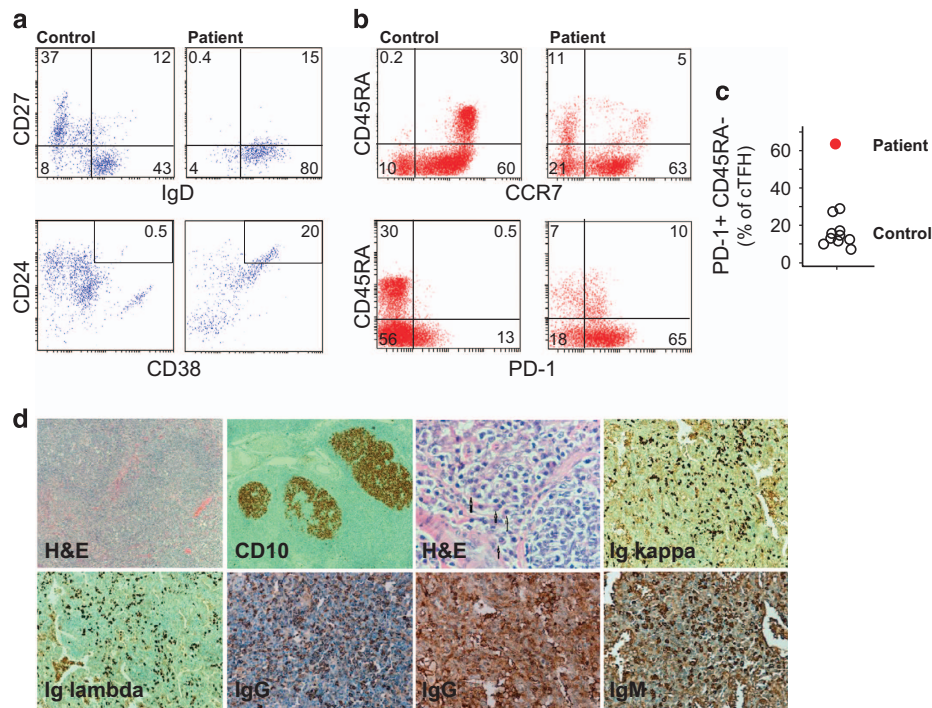 a
Control
Patient
37 12
0.4 15
8 43
4 80
CD27
IgD
0.5
20
CD24
CD38
b
Control
Patient
0.2 30
11 5
10 60
21 63
CD45RA
CCR7
30 0.5
7 10
56 13
18 65
CD45RA
PD-1
c
PD-1+ CD45RA-
(% of cTFH)
60
40
20
0
Patient
Control
d
H&E
CD10
H&E
Ig kappa
Ig lambda
IgG
IgG
IgM